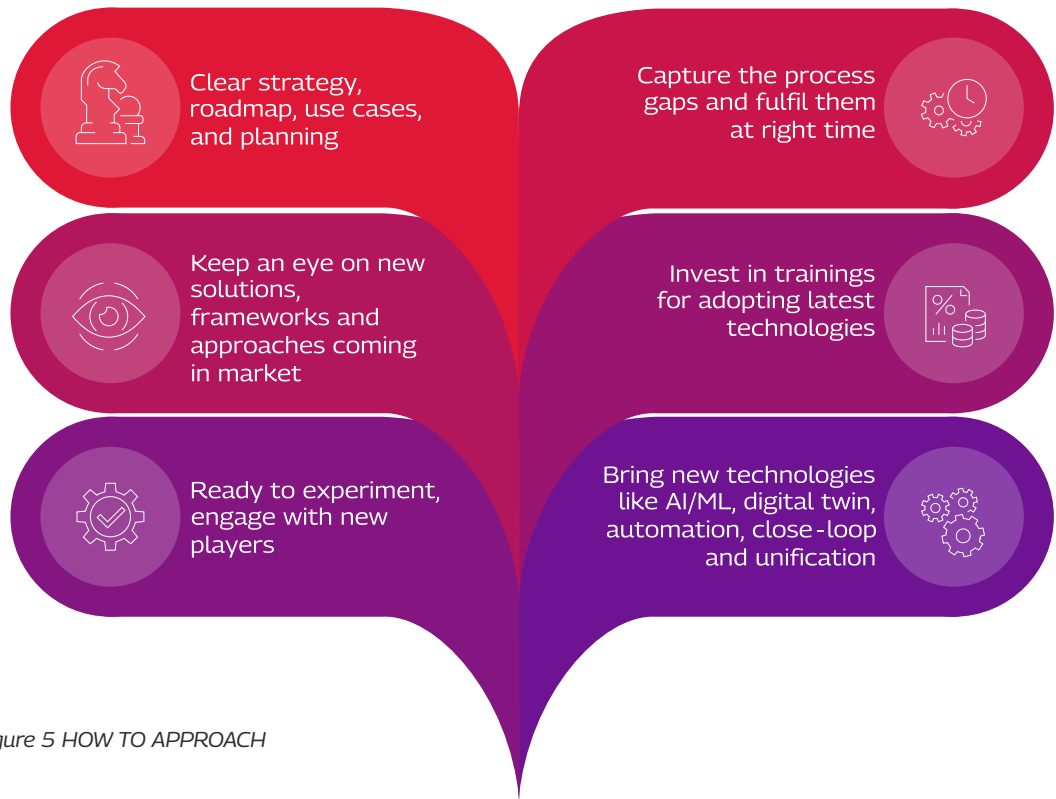 Clear strategy,
roadmap, use cases,
and planning
Capture the process
gaps and fulfil them
at right time
Keep an eye on new
solutions,
frameworks and
approaches coming
in market
Invest in trainings
for adopting latest
technologies
%
Ready to experiment,
engage with new
players
Bring new technologies
like AI/ML, digital twin,
automation, close-loop
and unification
gure 5 HOW TO APPROACH